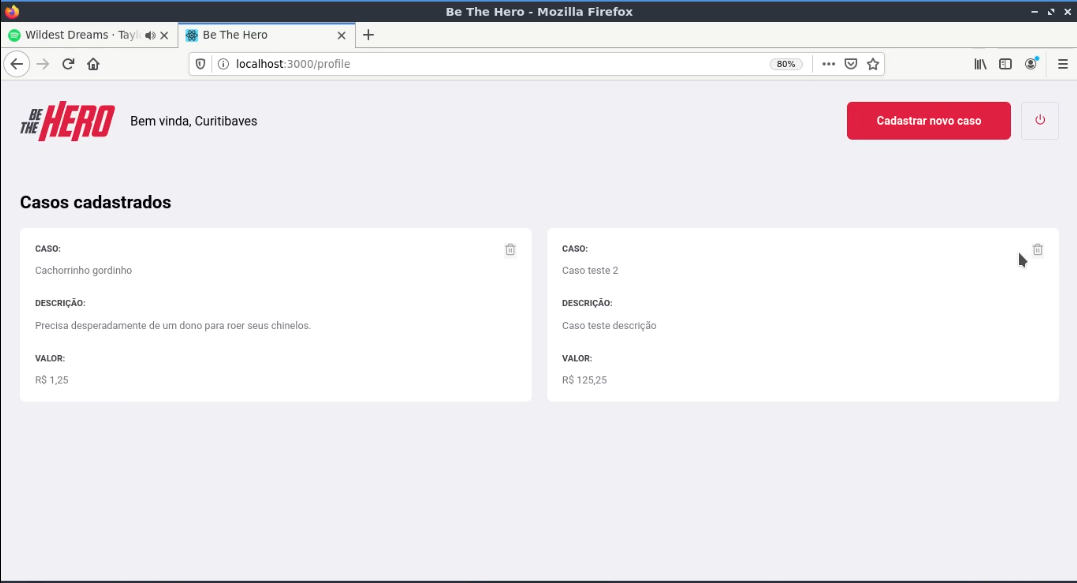 Be The Hero - Mozilla Firefox
Wildest Dreams · Tayl
Be The Hero
localhost:3000/profile
80%
BE THE HERO
Bem vinda, Curitibaves
Cadastrar novo caso
Casos cadastrados
CASO:
Cachorrinho gordinho
DESCRIÇÃO:
Precisa desperadamente de um dono para roer seus chinelos.
VALOR:
R$ 1,25
CASO:
Caso teste 2
DESCRIÇÃO:
Caso teste descrição
VALOR:
R$ 125,25